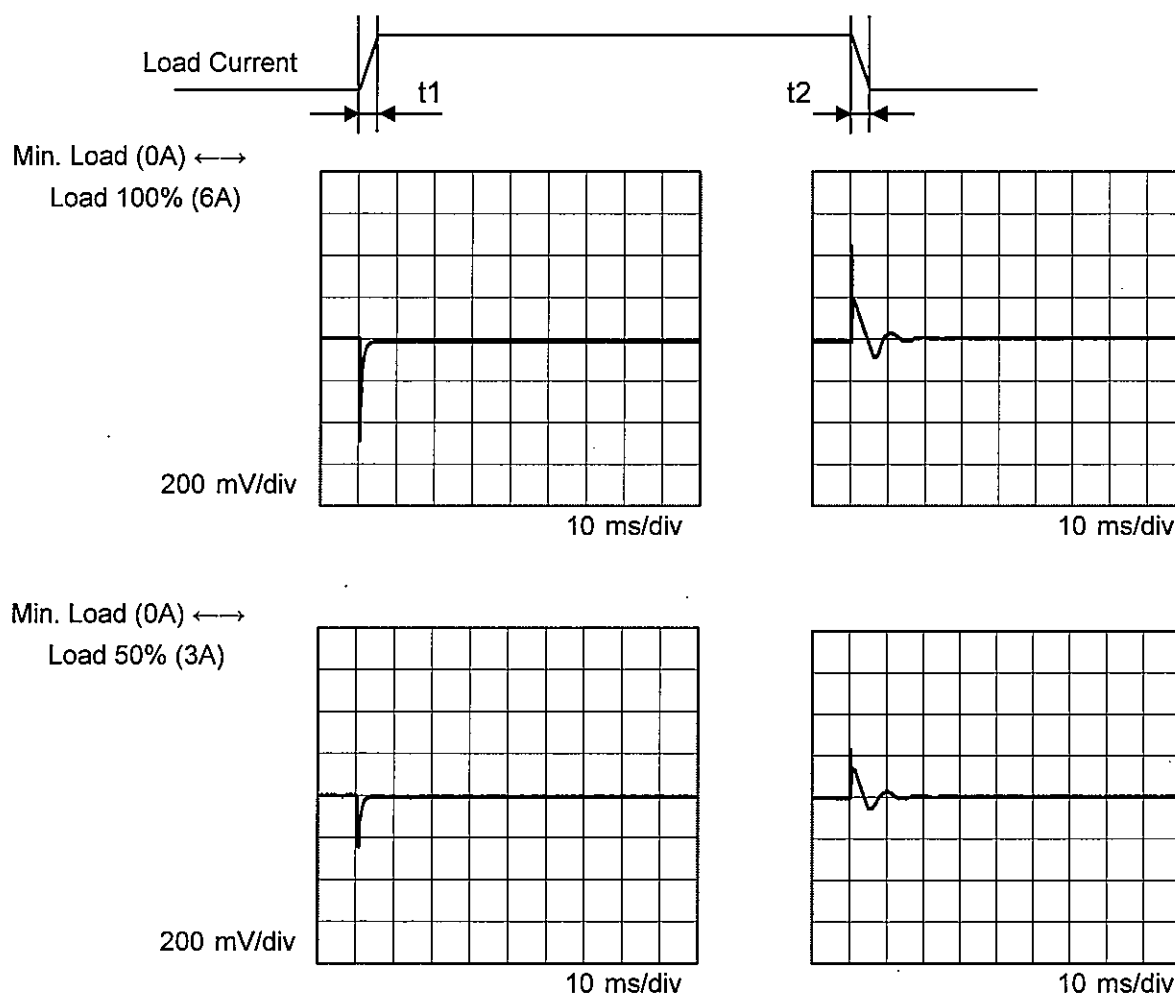 Load Current
t1
t2
Min. Load (0A) ←→
Load 100% (6A)
200 mV/div
10 ms/div
10 ms/div
Min. Load (0A) ←→
Load 50% (3A)
200 mV/div
10 ms/div
10 ms/div